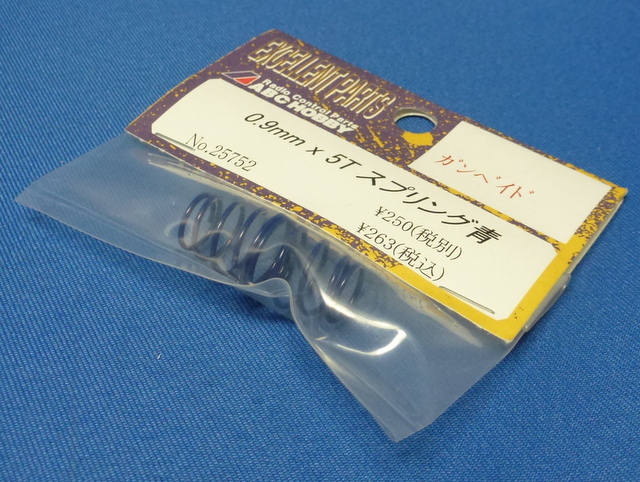 EXCELLENT PARTS
Radio Control Parts
ABC HOBBY
ガンベイド
0.9mm x 5T スプリング青
No.25752
¥250(税別)
¥263(税込)